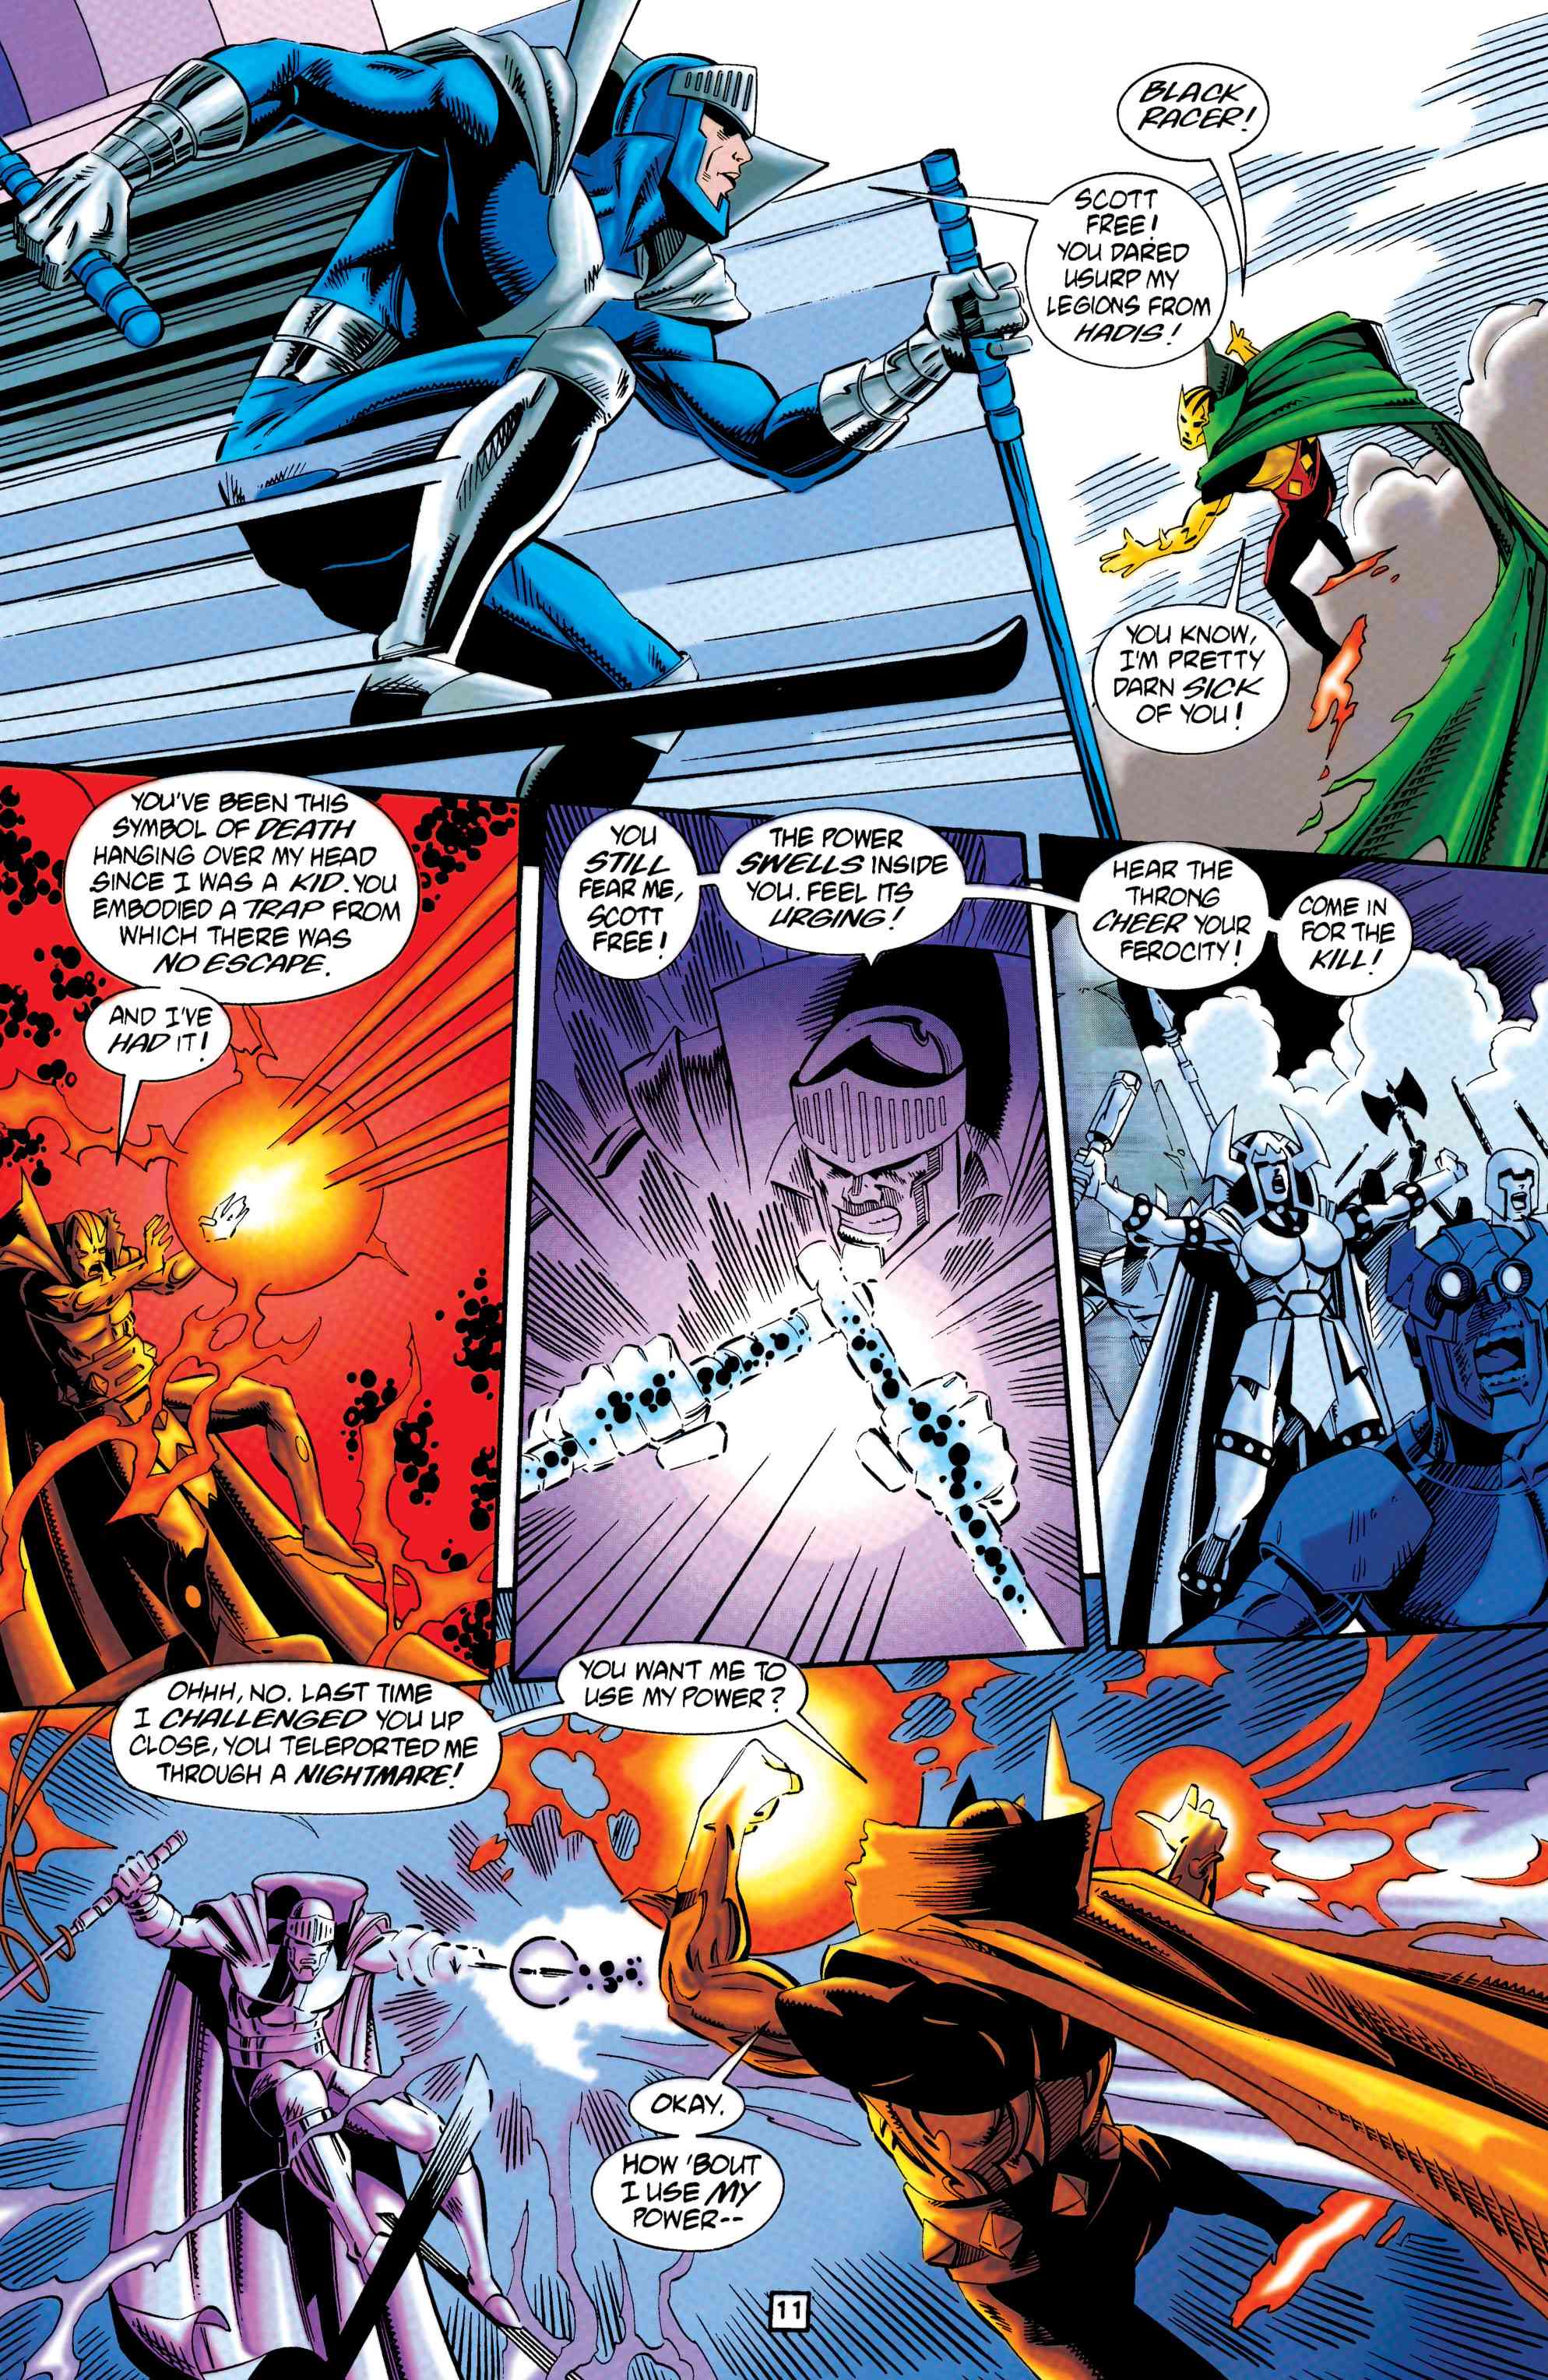 BLACK
RACER!
SCOTT
FREE!
YOU DARED
USURP MY
LEGIONS FROM
HADIS!
YOU KNOW,
I'M PRETTY
DARN SICK
OF YOU!
YOU'VE BEEN THIS
SYMBOL OF DEATH
HANGING OVER MY HEAD
SINCE I WAS A KID. YOU
EMBODIED A TRAP FROM
WHICH THERE WAS
NO ESCAPE.
AND I'VE
HAD IT!
YOU
STILL
FEAR ME,
SCOTT
FREE!
THE POWER
SWELLS INSIDE
YOU. FEEL ITS
URGING!
HEAR THE
THRONG
CHEER YOUR
FEROCITY!
COME IN
FOR THE
KILL!
YOU WANT ME TO
USE MY POWER?
OHHH, NO. LAST TIME
I CHALLENGED YOU UP
CLOSE, YOU TELEPORTED ME
THROUGH A NIGHTMARE!
OKAY.
HOW 'BOUT
I USE MY
POWER--
11